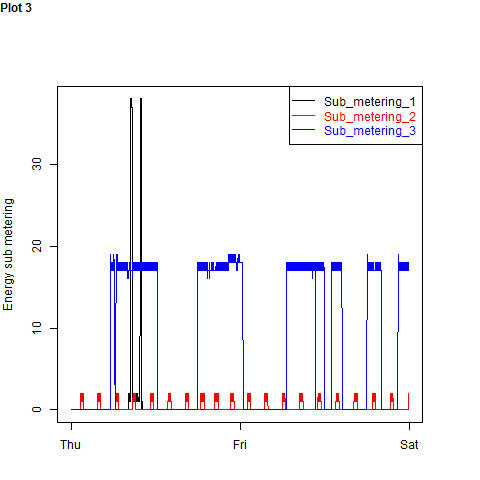 Plot 3
Sub_metering_1
Sub_metering_2
Sub_metering_3
Energy sub metering
30
20
10
0
Thu
Fri
Sat